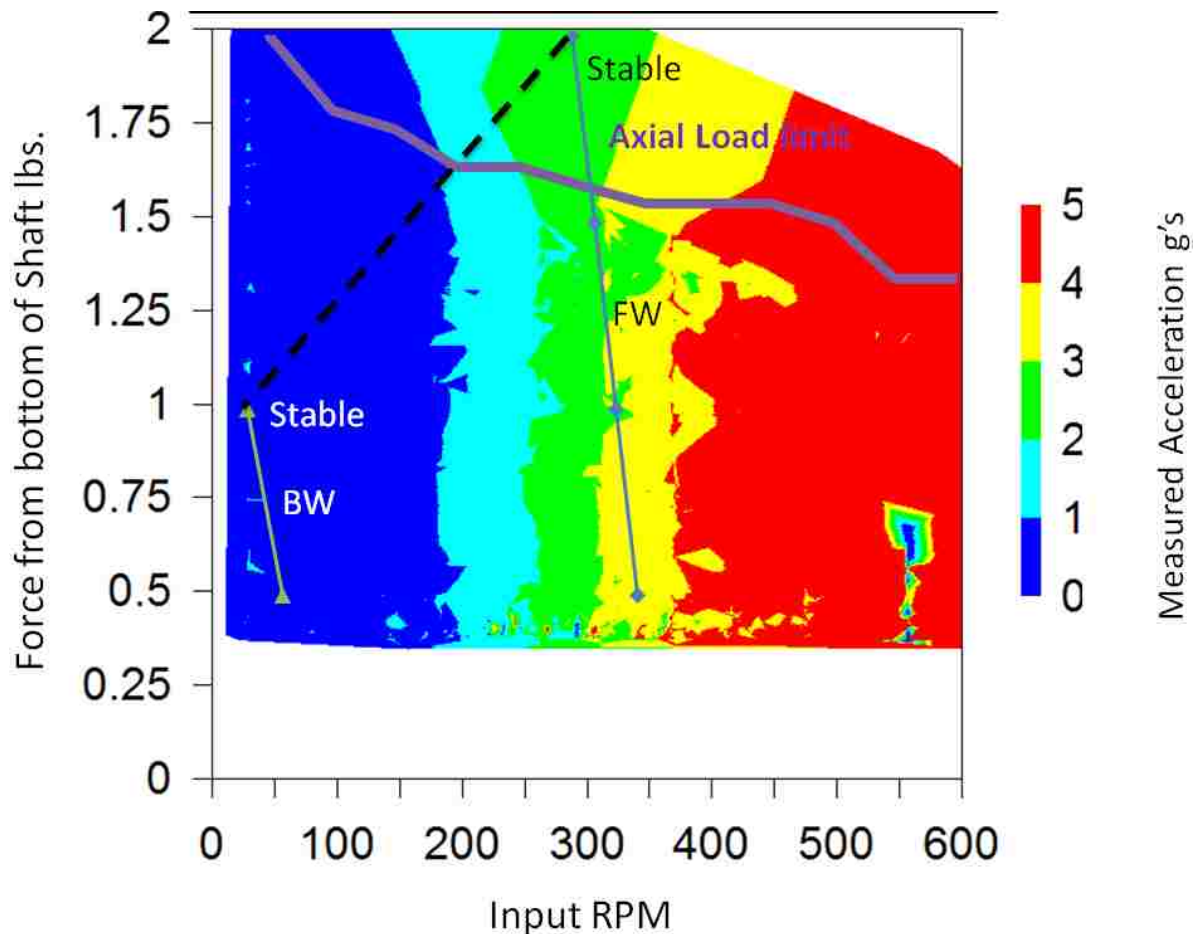 Force from bottom of Shaft lbs.
2
1.75
1.5
1.25
1
0.75
0.5
0.25
0
Stable
Axial Load limit
FW
Stable
BW
0
100
200
300
400
500
600
Input RPM
5
4
3
2
1
0
Measured Acceleration g's